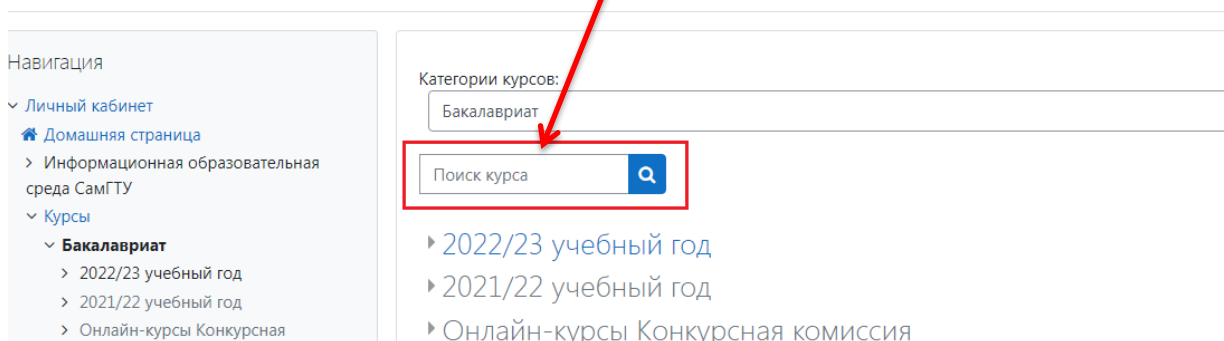 Навигация
Личный кабинет
Домашняя страница
Информационная образовательная
среда СамГТУ
Курсы
Бакалавриат
2022/23 учебный год
2021/22 учебный год
Онлайн-курсы Конкурсная
Категории курсов:
Бакалавриат
Поиск курса
2022/23 учебный год
2021/22 учебный год
Онлайн-курсы Конкурсная комиссия